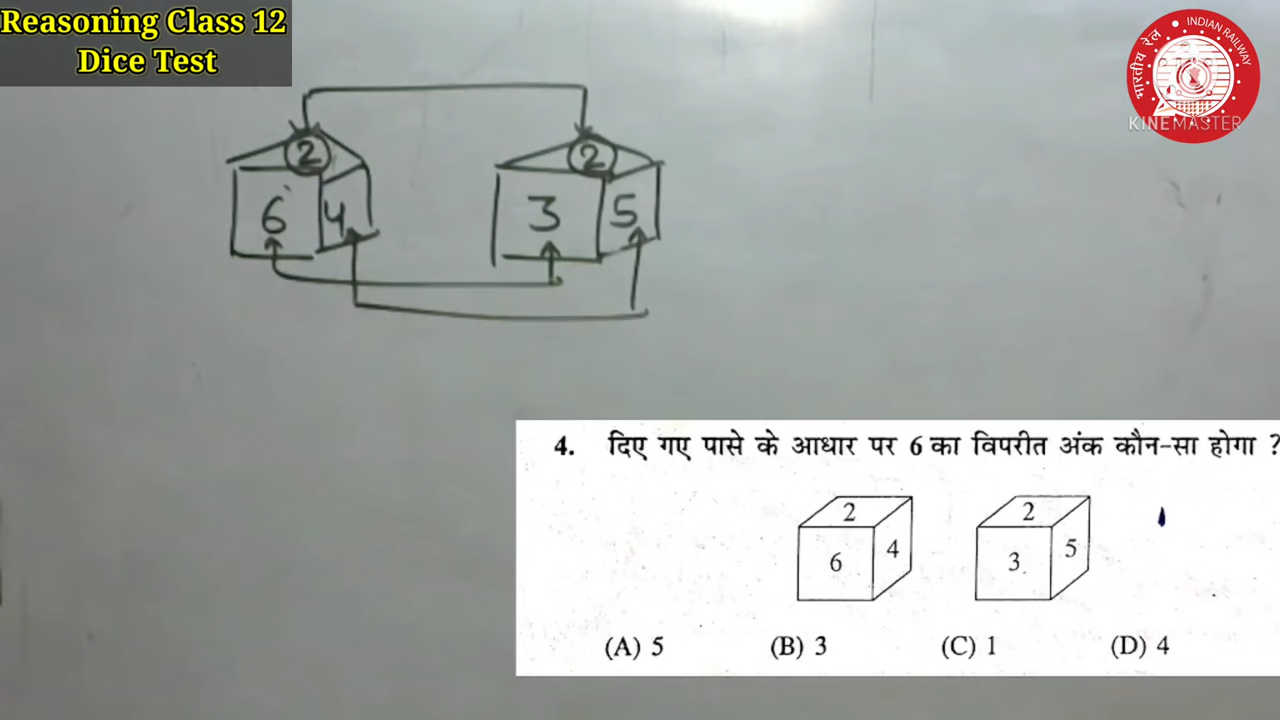 Reasoning Class 12
Dice Test
भारतीय रेल • INDIAN RAILWAY
KINEMASTER
2
6 4
2
3 5
4. दिए गए पासे के आधार पर 6 का विपरीत अंक कौन-सा होगा ?
2
6 4
2
3 5
(A) 5 (B) 3 (C) 1 (D) 4